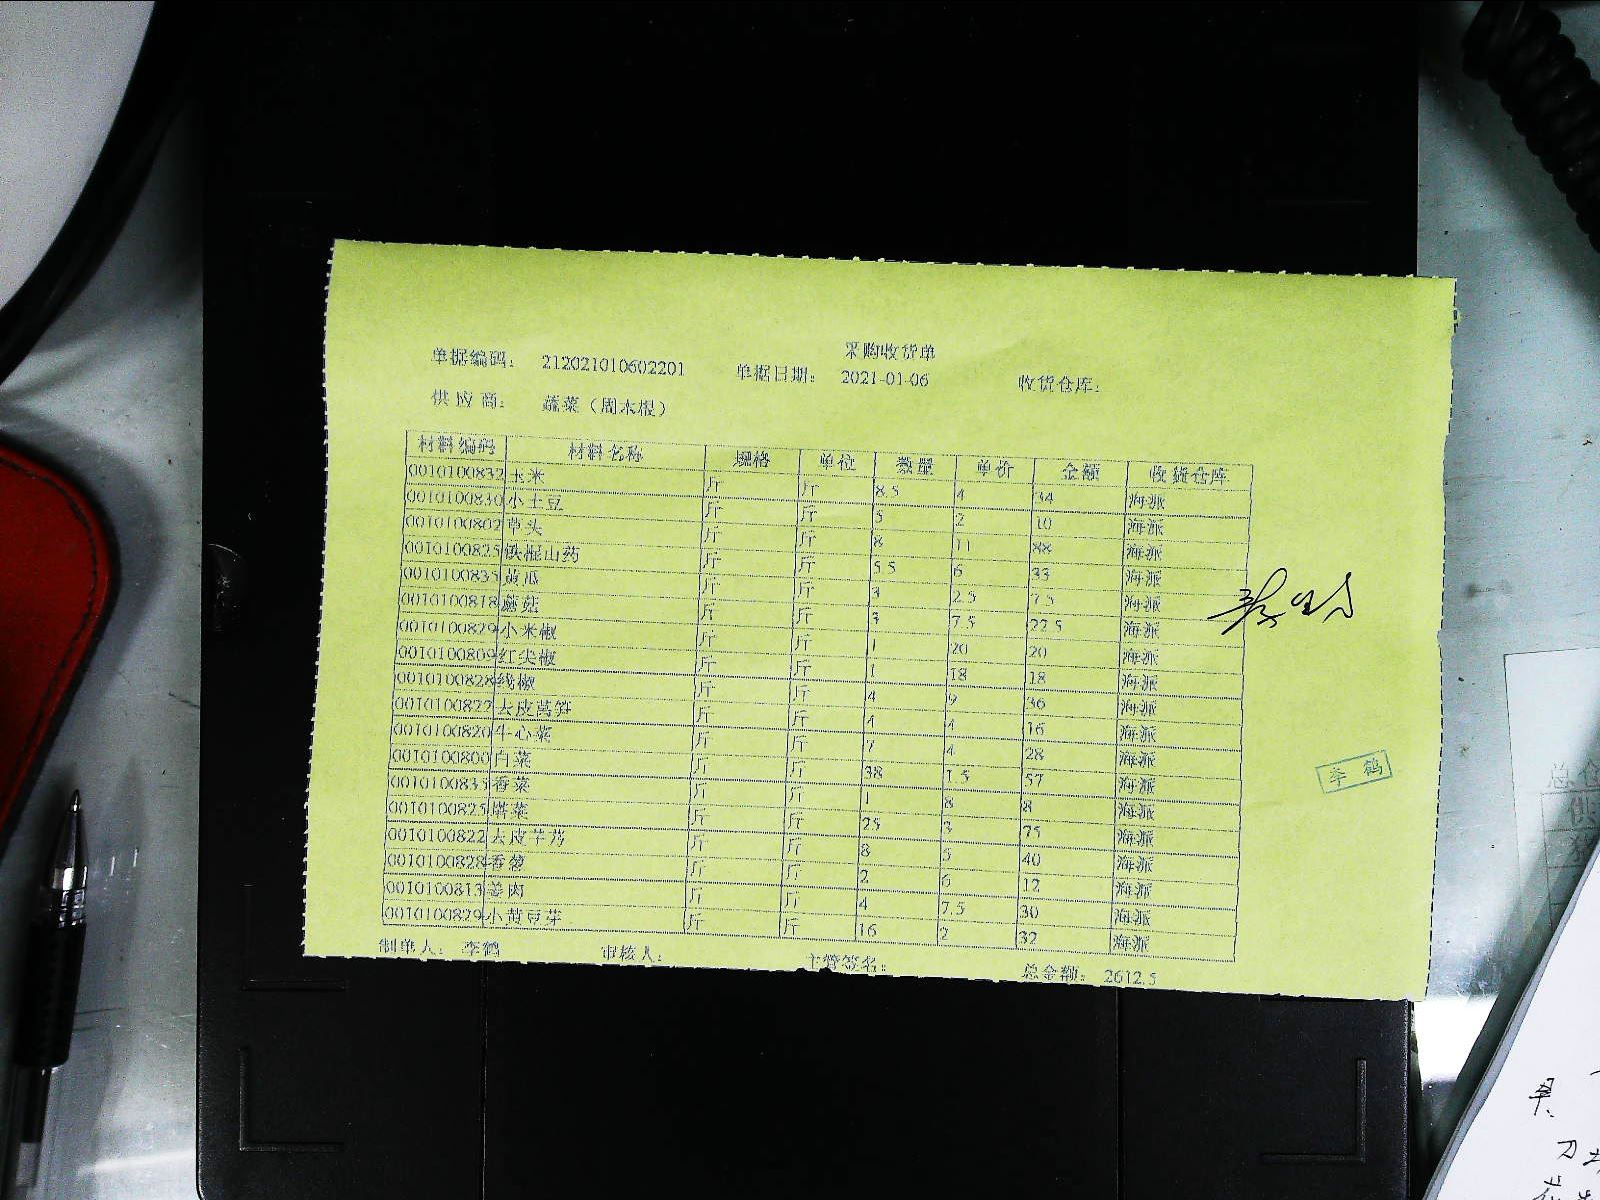 采购收货单
单据编码： 212021010602201 单据日期： 2021-01-06 收货仓库：
供应商： 蔬菜（周木根）
材料编码 材料名称 规格 单位 数量 单价 金额 收货仓库
0010100832 玉米 斤 斤 8.5 4 34 海派
0010100830 小土豆 斤 斤 5 2 10 海派
0010100802 草头 斤 斤 8 11 88 海派
0010100825 铁棍山药 斤 斤 5.5 6 33 海派
0010100835 黄瓜 斤 斤 3 2.5 7.5 海派
0010100818 蘑菇 斤 斤 3 7.5 22.5 海派
0010100829 小米椒 斤 斤 1 20 20 海派
0010100809 红尖椒 斤 斤 1 18 18 海派
0010100828 线椒 斤 斤 4 9 36 海派
0010100827 去皮莴笋 斤 斤 4 4 16 海派
0010100820 牛心菜 斤 斤 7 4 28 海派
0010100800 白菜 斤 斤 38 1.5 57 海派
0010100835 香菜 斤 斤 1 8 8 海派
0010100825 塔菜 斤 斤 25 3 75 海派
0010100822 去皮芋艿 斤 斤 8 5 40 海派
0010100828 香葱 斤 斤 2 6 12 海派
0010100813 姜肉 斤 斤 4 7.5 30 海派
0010100829 小黄豆芽 斤 斤 16 2 32 海派
制单人： 李鹤 审核人： 主管签名： 总金额： 2612.5
李鹤